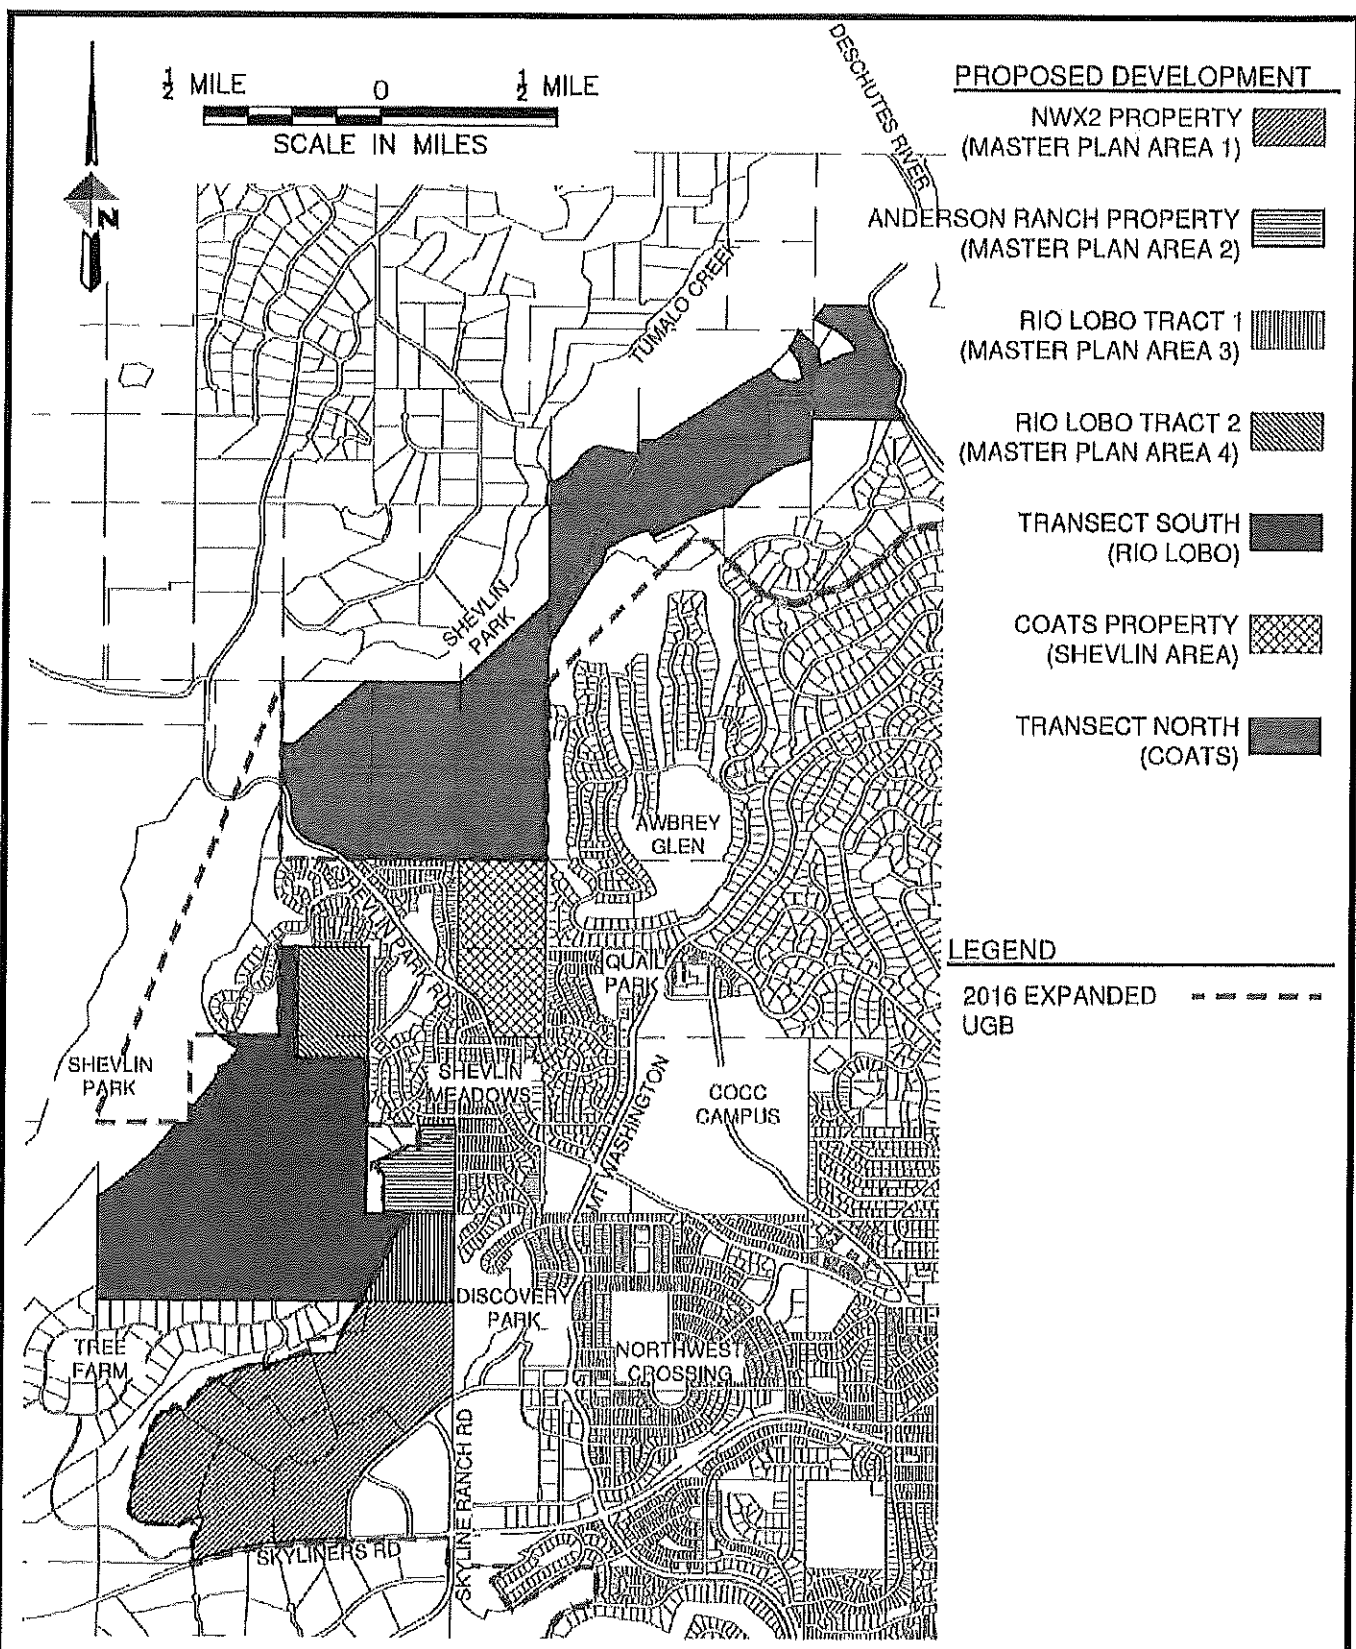 ½ MILE 0 ½ MILE
SCALE IN MILES
N
DESCHUTES RIVER
PROPOSED DEVELOPMENT
NWX2 PROPERTY
(MASTER PLAN AREA 1)
ANDERSON RANCH PROPERTY
(MASTER PLAN AREA 2)
RIO LOBO TRACT 1
(MASTER PLAN AREA 3)
RIO LOBO TRACT 2
(MASTER PLAN AREA 4)
TRANSECT SOUTH
(RIO LOBO)
COATS PROPERTY
(SHEVLIN AREA)
TRANSECT NORTH
(COATS)
LEGEND
2016 EXPANDED
UGB
TUMALO CREEK
SHEVLIN
PARK
AWBREY
GLEN
SHEVLIN PARK RD
QUAIL
PARK
SHEVLIN
PARK
SHEVLIN
MEADOWS
MT WASHINGTON
COCC
CAMPUS
DISCOVERY
PARK
TREE
FARM
NORTHWEST
CROSSING
SKYLINE RANCH RD
SKYLINERS RD